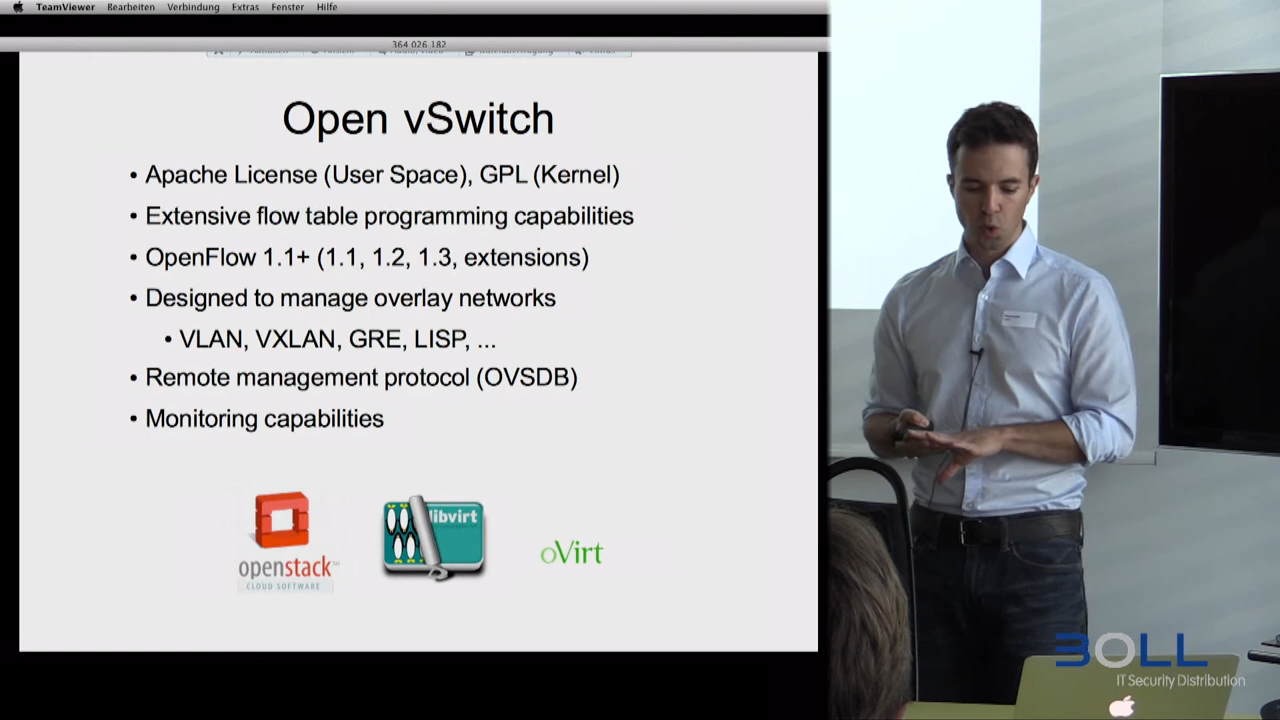 TeamViewer Bearbeiten Verbindung Extras Fenster Hilfe
364 026 182
Open vSwitch
• Apache License (User Space), GPL (Kernel)
• Extensive flow table programming capabilities
• OpenFlow 1.1+ (1.1, 1.2, 1.3, extensions)
• Designed to manage overlay networks
• VLAN, VXLAN, GRE, LISP, ...
• Remote management protocol (OVSDB)
• Monitoring capabilities
openstack
CLOUD SOFTWARE
libvirt
oVirt
BOLL
IT Security Distribution